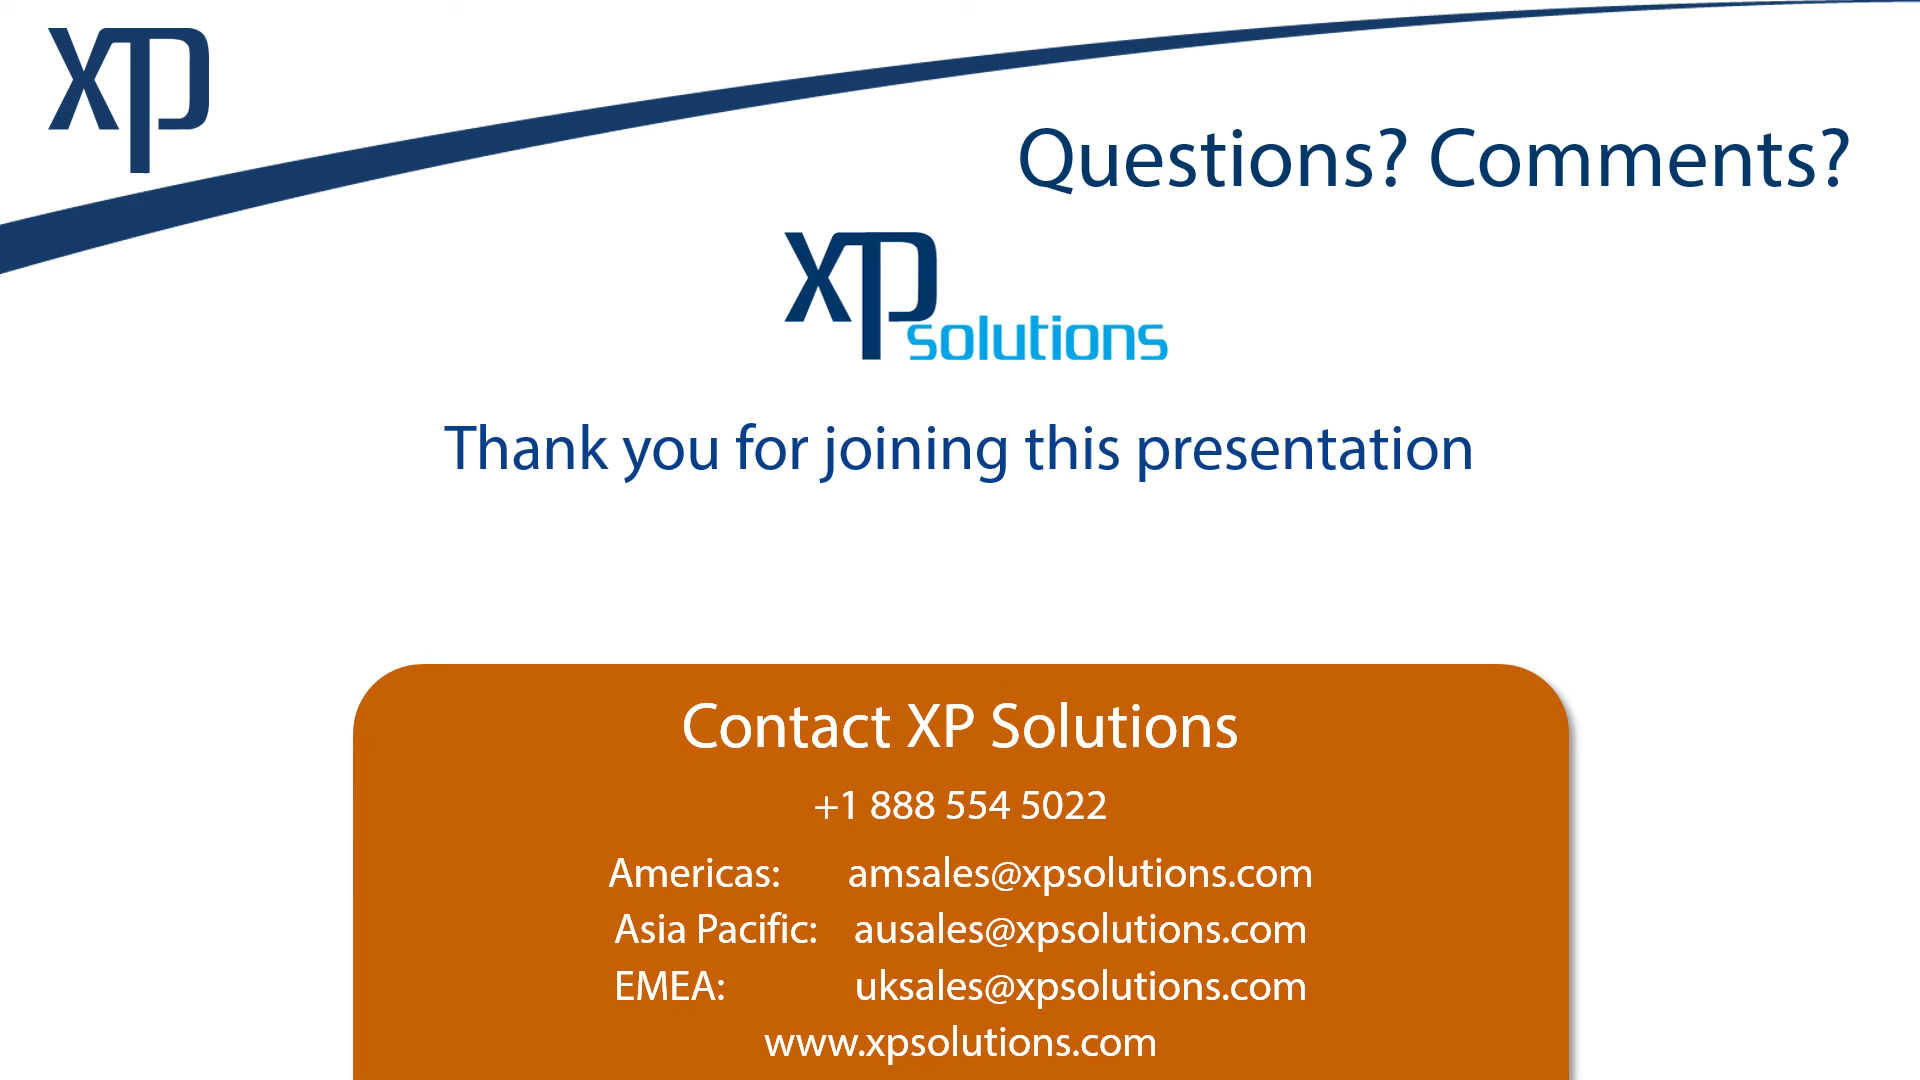 xp
Questions? Comments?
xp solutions
Thank you for joining this presentation
Contact XP Solutions
+1 888 554 5022
Americas: amsales@xpsolutions.com
Asia Pacific: ausales@xpsolutions.com
EMEA: uksales@xpsolutions.com
www.xpsolutions.com